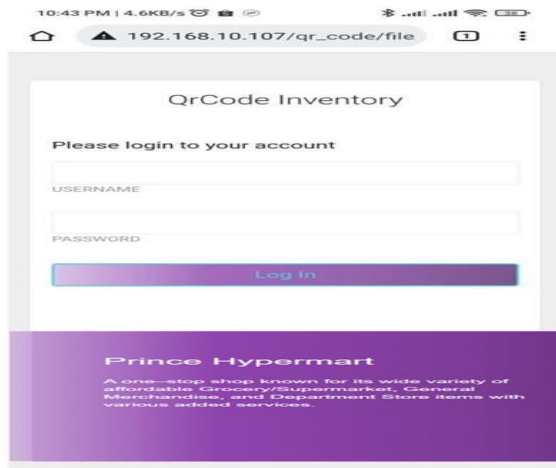 10:43 PM | 4.6KB/s
38
192.168.10.107/qr_code/file
1
QrCode Inventory
Please login to your account
USERNAME
PASSWORD
Log In
Prince Hypermart
A one-stop shop known for its wide variety of
affordable Grocery/Supermarket, General
Merchandise, and Department Store items with
various added services.